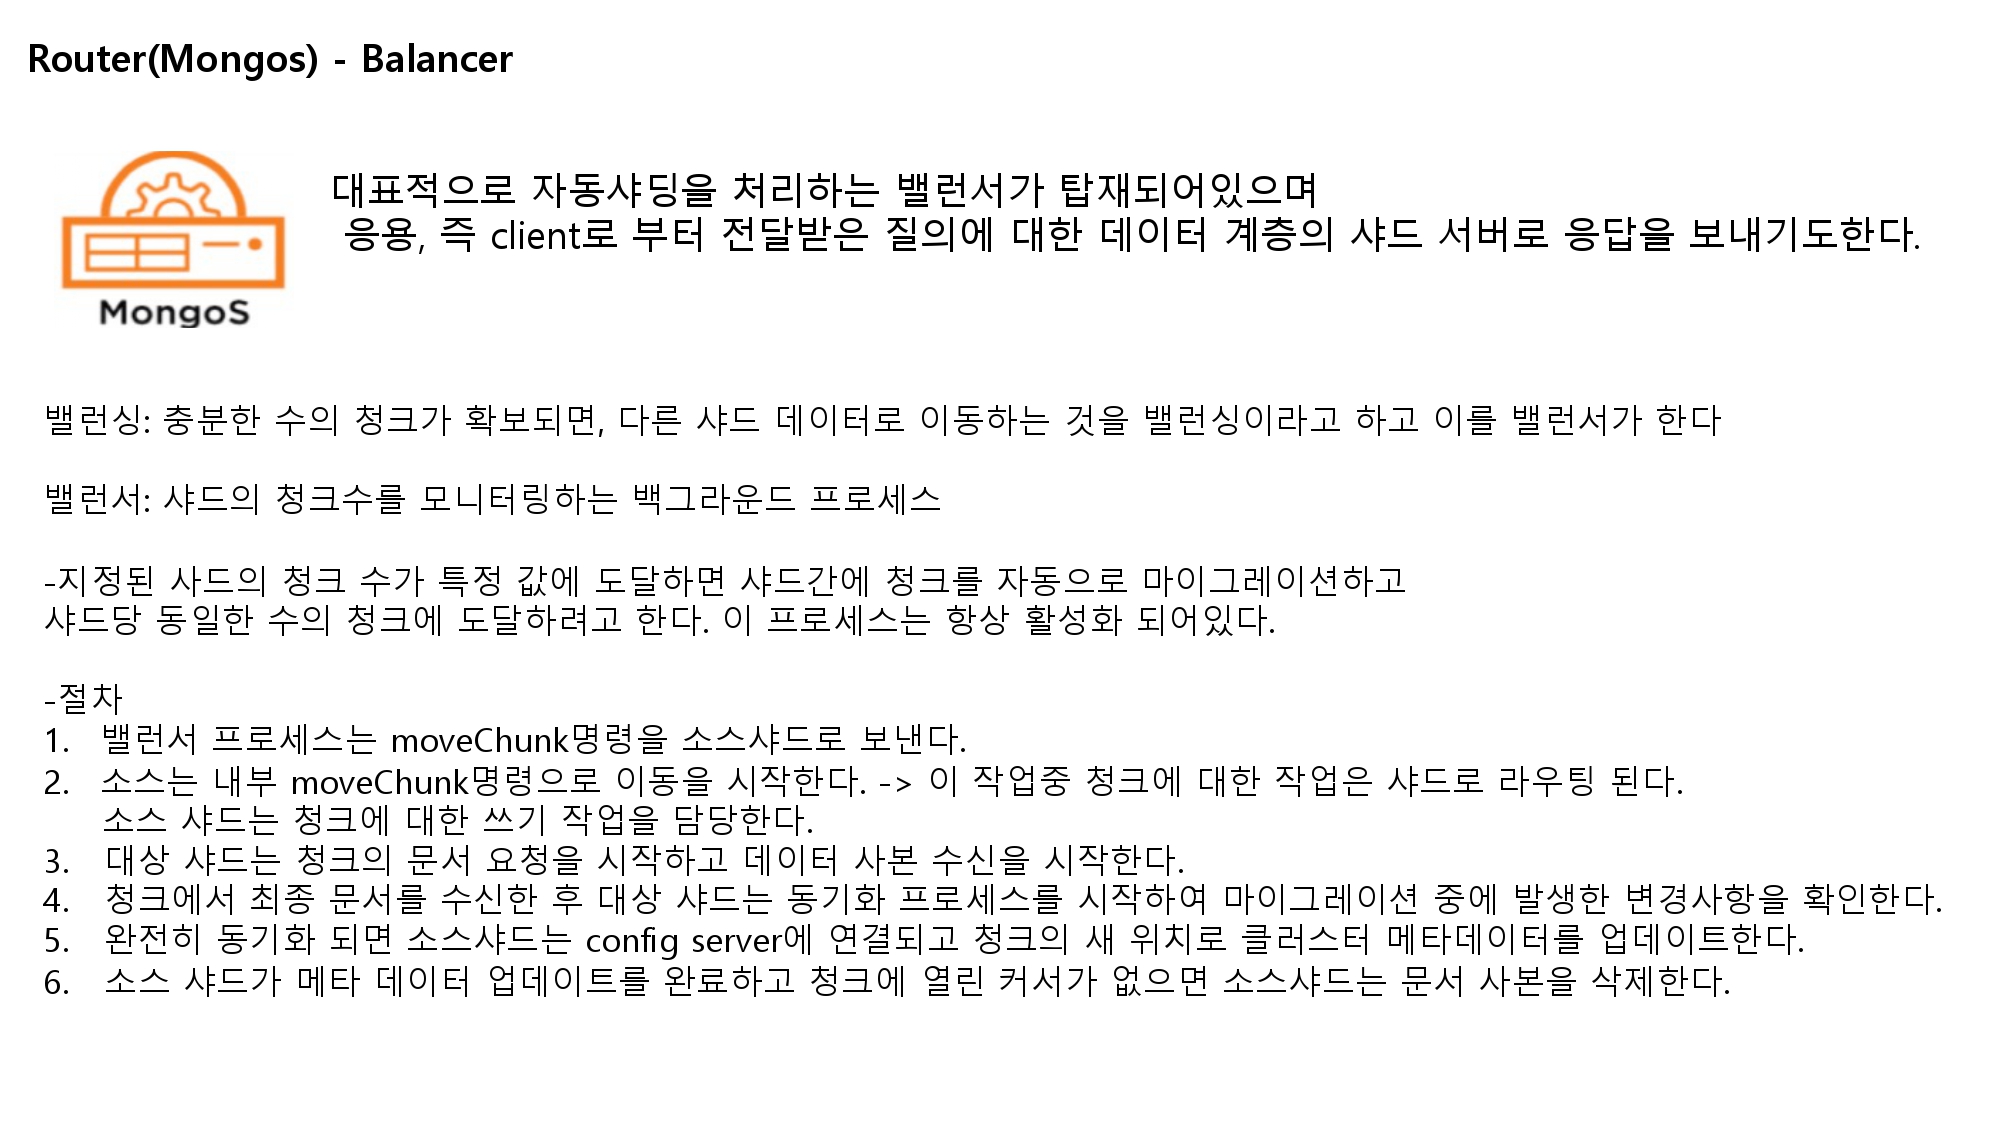 Router(Mongos) - Balancer
대표적으로 자동샤딩을 처리하는 밸런서가 탑재되어있으며
응용, 즉 client로 부터 전달받은 질의에 대한 데이터 계층의 샤드 서버로 응답을 보내기도한다.
MongoS
밸런싱: 충분한 수의 청크가 확보되면, 다른 샤드 데이터로 이동하는 것을 밸런싱이라고 하고 이를 밸런서가 한다
밸런서: 샤드의 청크수를 모니터링하는 백그라운드 프로세스
-지정된 사드의 청크 수가 특정 값에 도달하면 샤드간에 청크를 자동으로 마이그레이션하고
샤드당 동일한 수의 청크에 도달하려고 한다. 이 프로세스는 항상 활성화 되어있다.
-절차
1. 밸런서 프로세스는 moveChunk명령을 소스샤드로 보낸다.
2. 소스는 내부 moveChunk명령으로 이동을 시작한다. -> 이 작업중 청크에 대한 작업은 샤드로 라우팅 된다.
소스 샤드는 청크에 대한 쓰기 작업을 담당한다.
3. 대상 샤드는 청크의 문서 요청을 시작하고 데이터 사본 수신을 시작한다.
4. 청크에서 최종 문서를 수신한 후 대상 샤드는 동기화 프로세스를 시작하여 마이그레이션 중에 발생한 변경사항을 확인한다.
5. 완전히 동기화 되면 소스샤드는 config server에 연결되고 청크의 새 위치로 클러스터 메타데이터를 업데이트한다.
6. 소스 샤드가 메타 데이터 업데이트를 완료하고 청크에 열린 커서가 없으면 소스샤드는 문서 사본을 삭제한다.